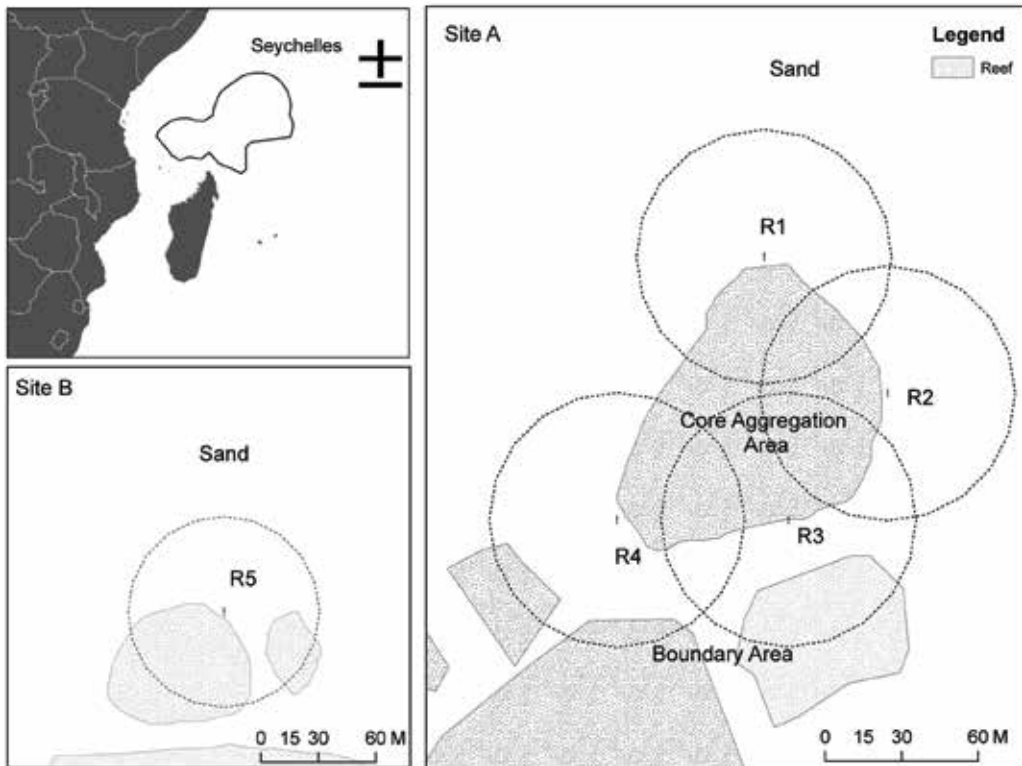 Seychelles
Site B
Sand
R5
0 15 30 60 M
Site A
Legend
Reef
Sand
R1
R2
Core Aggregation
Area
R3
R4
Boundary Area
0 15 30 60 M